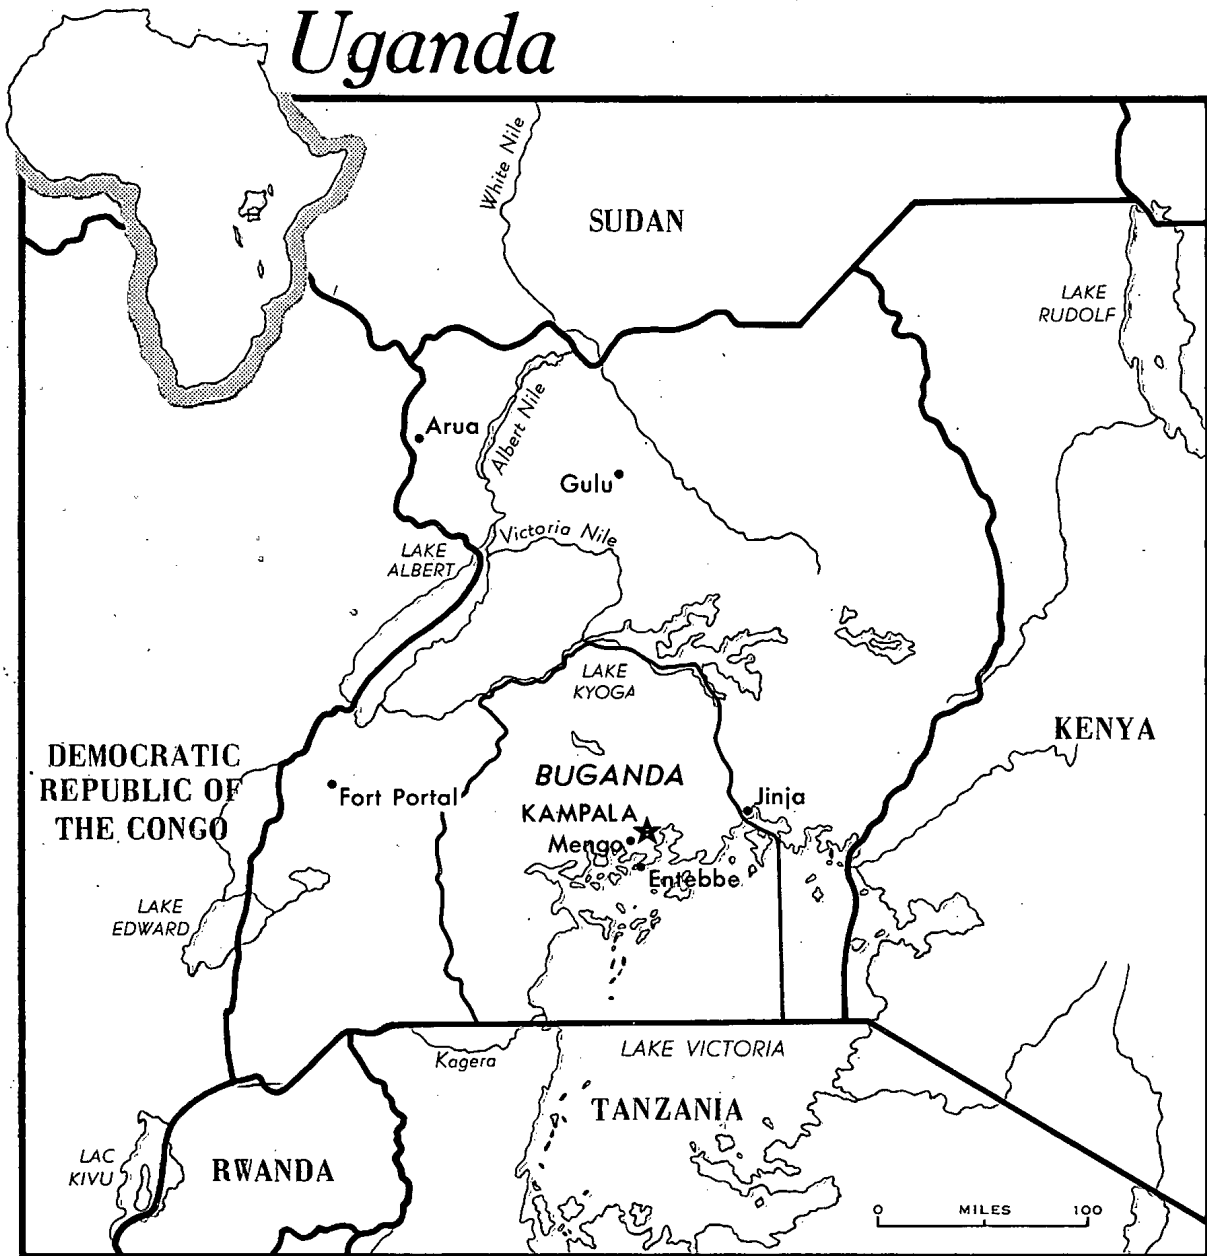 Uganda
White Nile
SUDAN
LAKE
RUDOLF
Albert Nile
Arua
Gulu
Victoria Nile
LAKE
ALBERT
LAKE
KYOGA
KENYA
DEMOCRATIC
REPUBLIC OF
THE CONGO
Fort Portal
BUGANDA
KAMPALA
Mengo
Jinja
Entebbe
LAKE
EDWARD
Kagera
LAKE VICTORIA
TANZANIA
LAC
KIVU
RWANDA
0 MILES 100